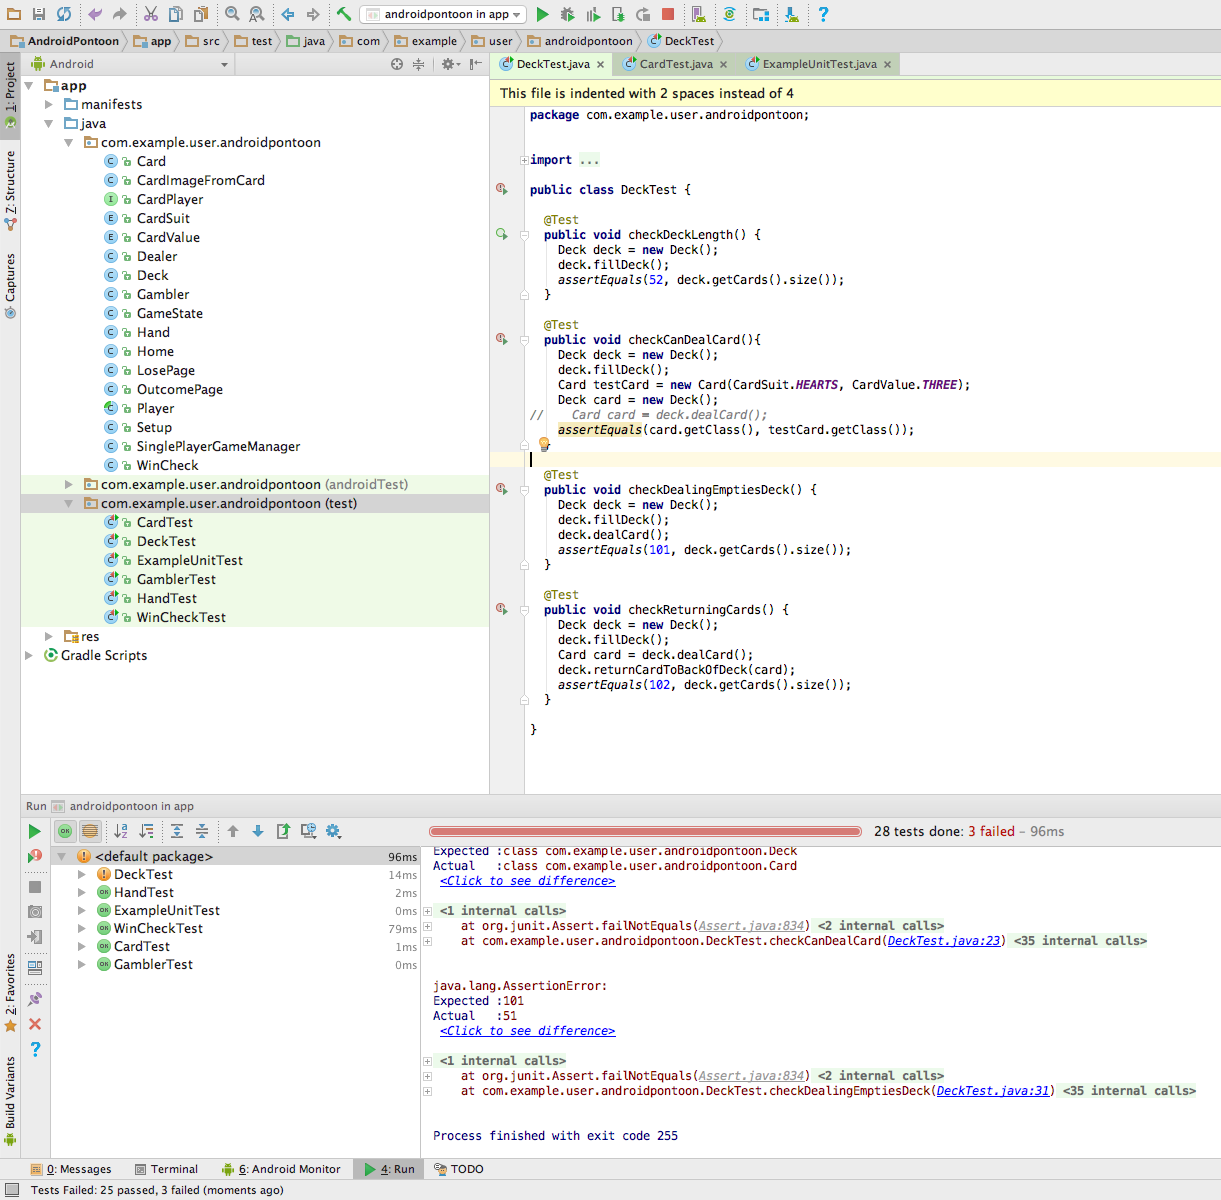 androidpontoon in app
AndroidPontoon
app
src
test
java
com
example
user
androidpontoon
DeckTest
1: Project
Z: Structure
Captures
2: Favorites
Build Variants
Android
app
manifests
java
com.example.user.androidpontoon
Card
CardImageFromCard
CardPlayer
CardSuit
CardValue
Dealer
Deck
Gambler
GameState
Hand
Home
LosePage
OutcomePage
Player
Setup
SinglePlayerGameManager
WinCheck
com.example.user.androidpontoon (androidTest)
com.example.user.androidpontoon (test)
CardTest
DeckTest
ExampleUnitTest
GamblerTest
HandTest
WinCheckTest
res
Gradle Scripts
DeckTest.java
CardTest.java
ExampleUnitTest.java
This file is indented with 2 spaces instead of 4
package com.example.user.androidpontoon;
import ...
public class DeckTest {
@Test
public void checkDeckLength() {
Deck deck = new Deck();
deck.fillDeck();
assertEquals(52, deck.getCards().size());
}
@Test
public void checkCanDealCard(){
Deck deck = new Deck();
deck.fillDeck();
Card testCard = new Card(CardSuit.HEARTS, CardValue.THREE);
Deck card = new Deck();
// Card card = deck.dealCard();
assertEquals(card.getClass(), testCard.getClass());
}
@Test
public void checkDealingEmptiesDeck() {
Deck deck = new Deck();
deck.fillDeck();
deck.dealCard();
assertEquals(101, deck.getCards().size());
}
@Test
public void checkReturningCards() {
Deck deck = new Deck();
deck.fillDeck();
Card card = deck.dealCard();
deck.returnCardToBackOfDeck(card);
assertEquals(102, deck.getCards().size());
}
}
Run androidpontoon in app
28 tests done: 3 failed – 96ms
<default package> 96ms
DeckTest 14ms
HandTest 2ms
ExampleUnitTest 0ms
WinCheckTest 79ms
CardTest 1ms
GamblerTest 0ms
Expected :class com.example.user.androidpontoon.Deck
Actual :class com.example.user.androidpontoon.Card
<Click to see difference>
<1 internal calls>
at org.junit.Assert.failNotEquals(Assert.java:834) <2 internal calls>
at com.example.user.androidpontoon.DeckTest.checkCanDealCard(DeckTest.java:23) <35 internal calls>
java.lang.AssertionError:
Expected :101
Actual :51
<Click to see difference>
<1 internal calls>
at org.junit.Assert.failNotEquals(Assert.java:834) <2 internal calls>
at com.example.user.androidpontoon.DeckTest.checkDealingEmptiesDeck(DeckTest.java:31) <35 internal calls>
Process finished with exit code 255
0: Messages
Terminal
6: Android Monitor
4: Run
TODO
Tests Failed: 25 passed, 3 failed (moments ago)